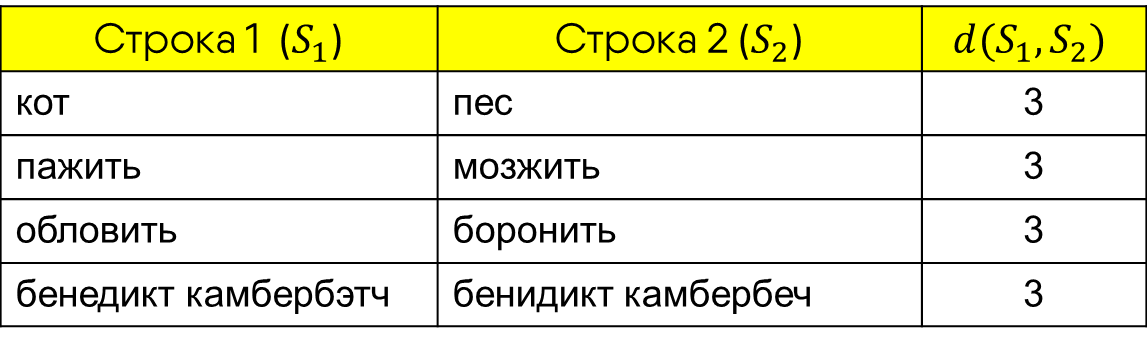 Строка 1 (S₁) Строка 2 (S₂) d(S₁, S₂)
кот пес 3
пажить мозжить 3
обловить боронить 3
бенедикт камбербэтч бенидикт камбербеч 3